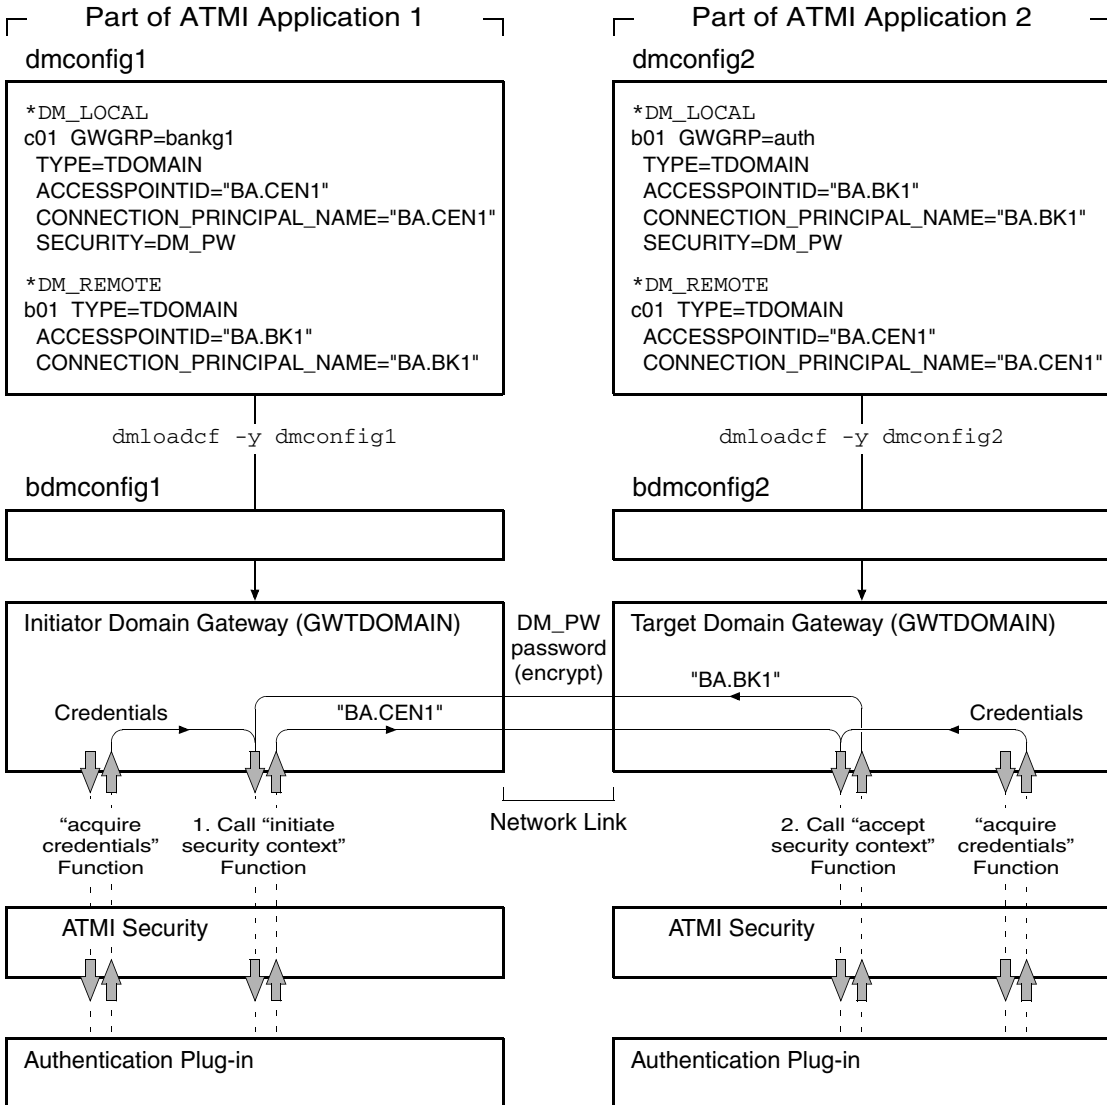 Part of ATMI Application 1
dmconfig1
*DM_LOCAL
c01 GWGRP=bankg1
TYPE=TDOMAIN
ACCESSPOINTID="BA.CEN1"
CONNECTION_PRINCIPAL_NAME="BA.CEN1"
SECURITY=DM_PW
*DM_REMOTE
b01 TYPE=TDOMAIN
ACCESSPOINTID="BA.BK1"
CONNECTION_PRINCIPAL_NAME="BA.BK1"
dmloadcf -y dmconfig1
bdmconfig1
Initiator Domain Gateway (GWTDOMAIN)
Credentials
"BA.CEN1"
“acquire
credentials”
Function
1. Call “initiate
security context”
Function
ATMI Security
Authentication Plug-in
DM_PW
password
(encrypt)
Network Link
Part of ATMI Application 2
dmconfig2
*DM_LOCAL
b01 GWGRP=auth
TYPE=TDOMAIN
ACCESSPOINTID="BA.BK1"
CONNECTION_PRINCIPAL_NAME="BA.BK1"
SECURITY=DM_PW
*DM_REMOTE
c01 TYPE=TDOMAIN
ACCESSPOINTID="BA.CEN1"
CONNECTION_PRINCIPAL_NAME="BA.CEN1"
dmloadcf -y dmconfig2
bdmconfig2
Target Domain Gateway (GWTDOMAIN)
"BA.BK1"
Credentials
2. Call “accept
security context”
Function
“acquire
credentials”
Function
ATMI Security
Authentication Plug-in